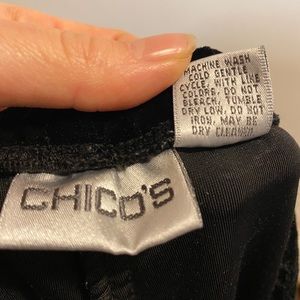 MACHINE WASH
COLD GENTLE
CYCLE, WITH LIKE
COLORS, DO NOT
BLEACH, TUMBLE
DRY LOW, DO NOT
IRON, MAY BE
DRY CLEANED
CHICO'S